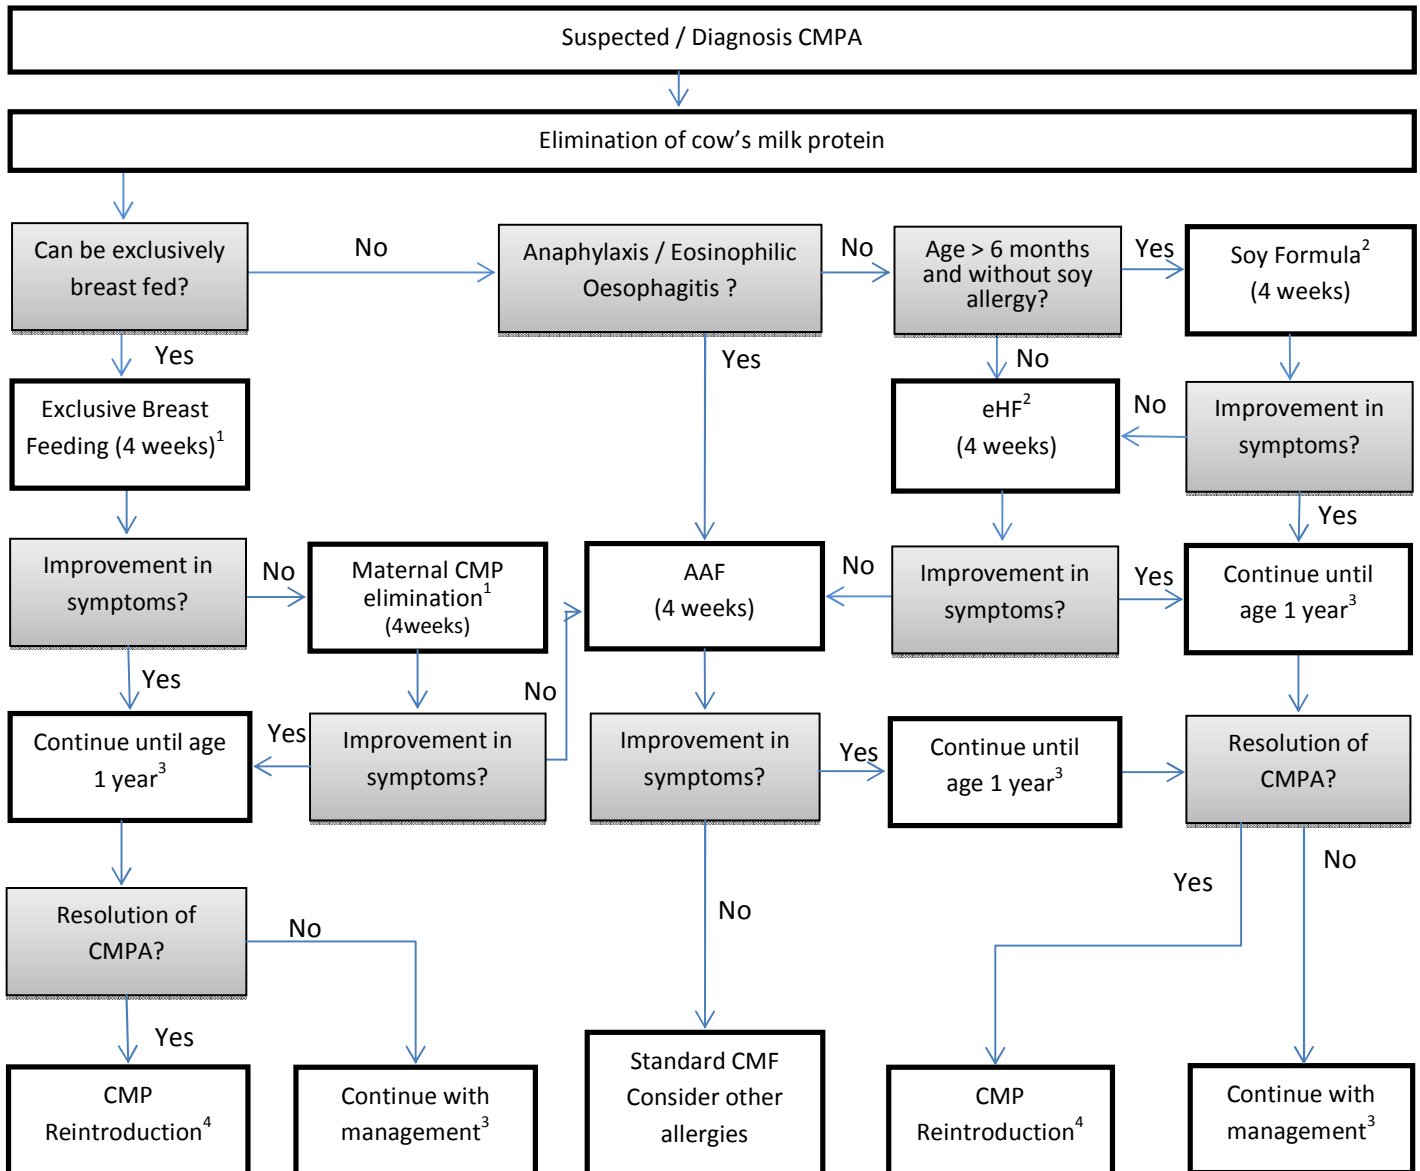 Suspected / Diagnosis CMPA
Elimination of cow's milk protein
Can be exclusively
breast fed?
No
Anaphylaxis / Eosinophilic
Oesophagitis ?
No
Age > 6 months
and without soy
allergy?
Yes
Soy Formula²
(4 weeks)
Yes
Yes
No
Exclusive Breast
Feeding (4 weeks)¹
eHF²
(4 weeks)
No
Improvement in
symptoms?
Yes
Improvement in
symptoms?
No
Maternal CMP
elimination¹
(4weeks)
AAF
(4 weeks)
No
Improvement in
symptoms?
Yes
Continue until
age 1 year³
Yes
No
Continue until age
1 year³
Yes
Improvement in
symptoms?
Improvement in
symptoms?
Yes
Continue until
age 1 year³
Resolution of
CMPA?
Yes
No
No
Resolution of
CMPA?
No
Yes
CMP
Reintroduction⁴
Continue with
management³
Standard CMF
Consider other
allergies
CMP
Reintroduction⁴
Continue with
management³